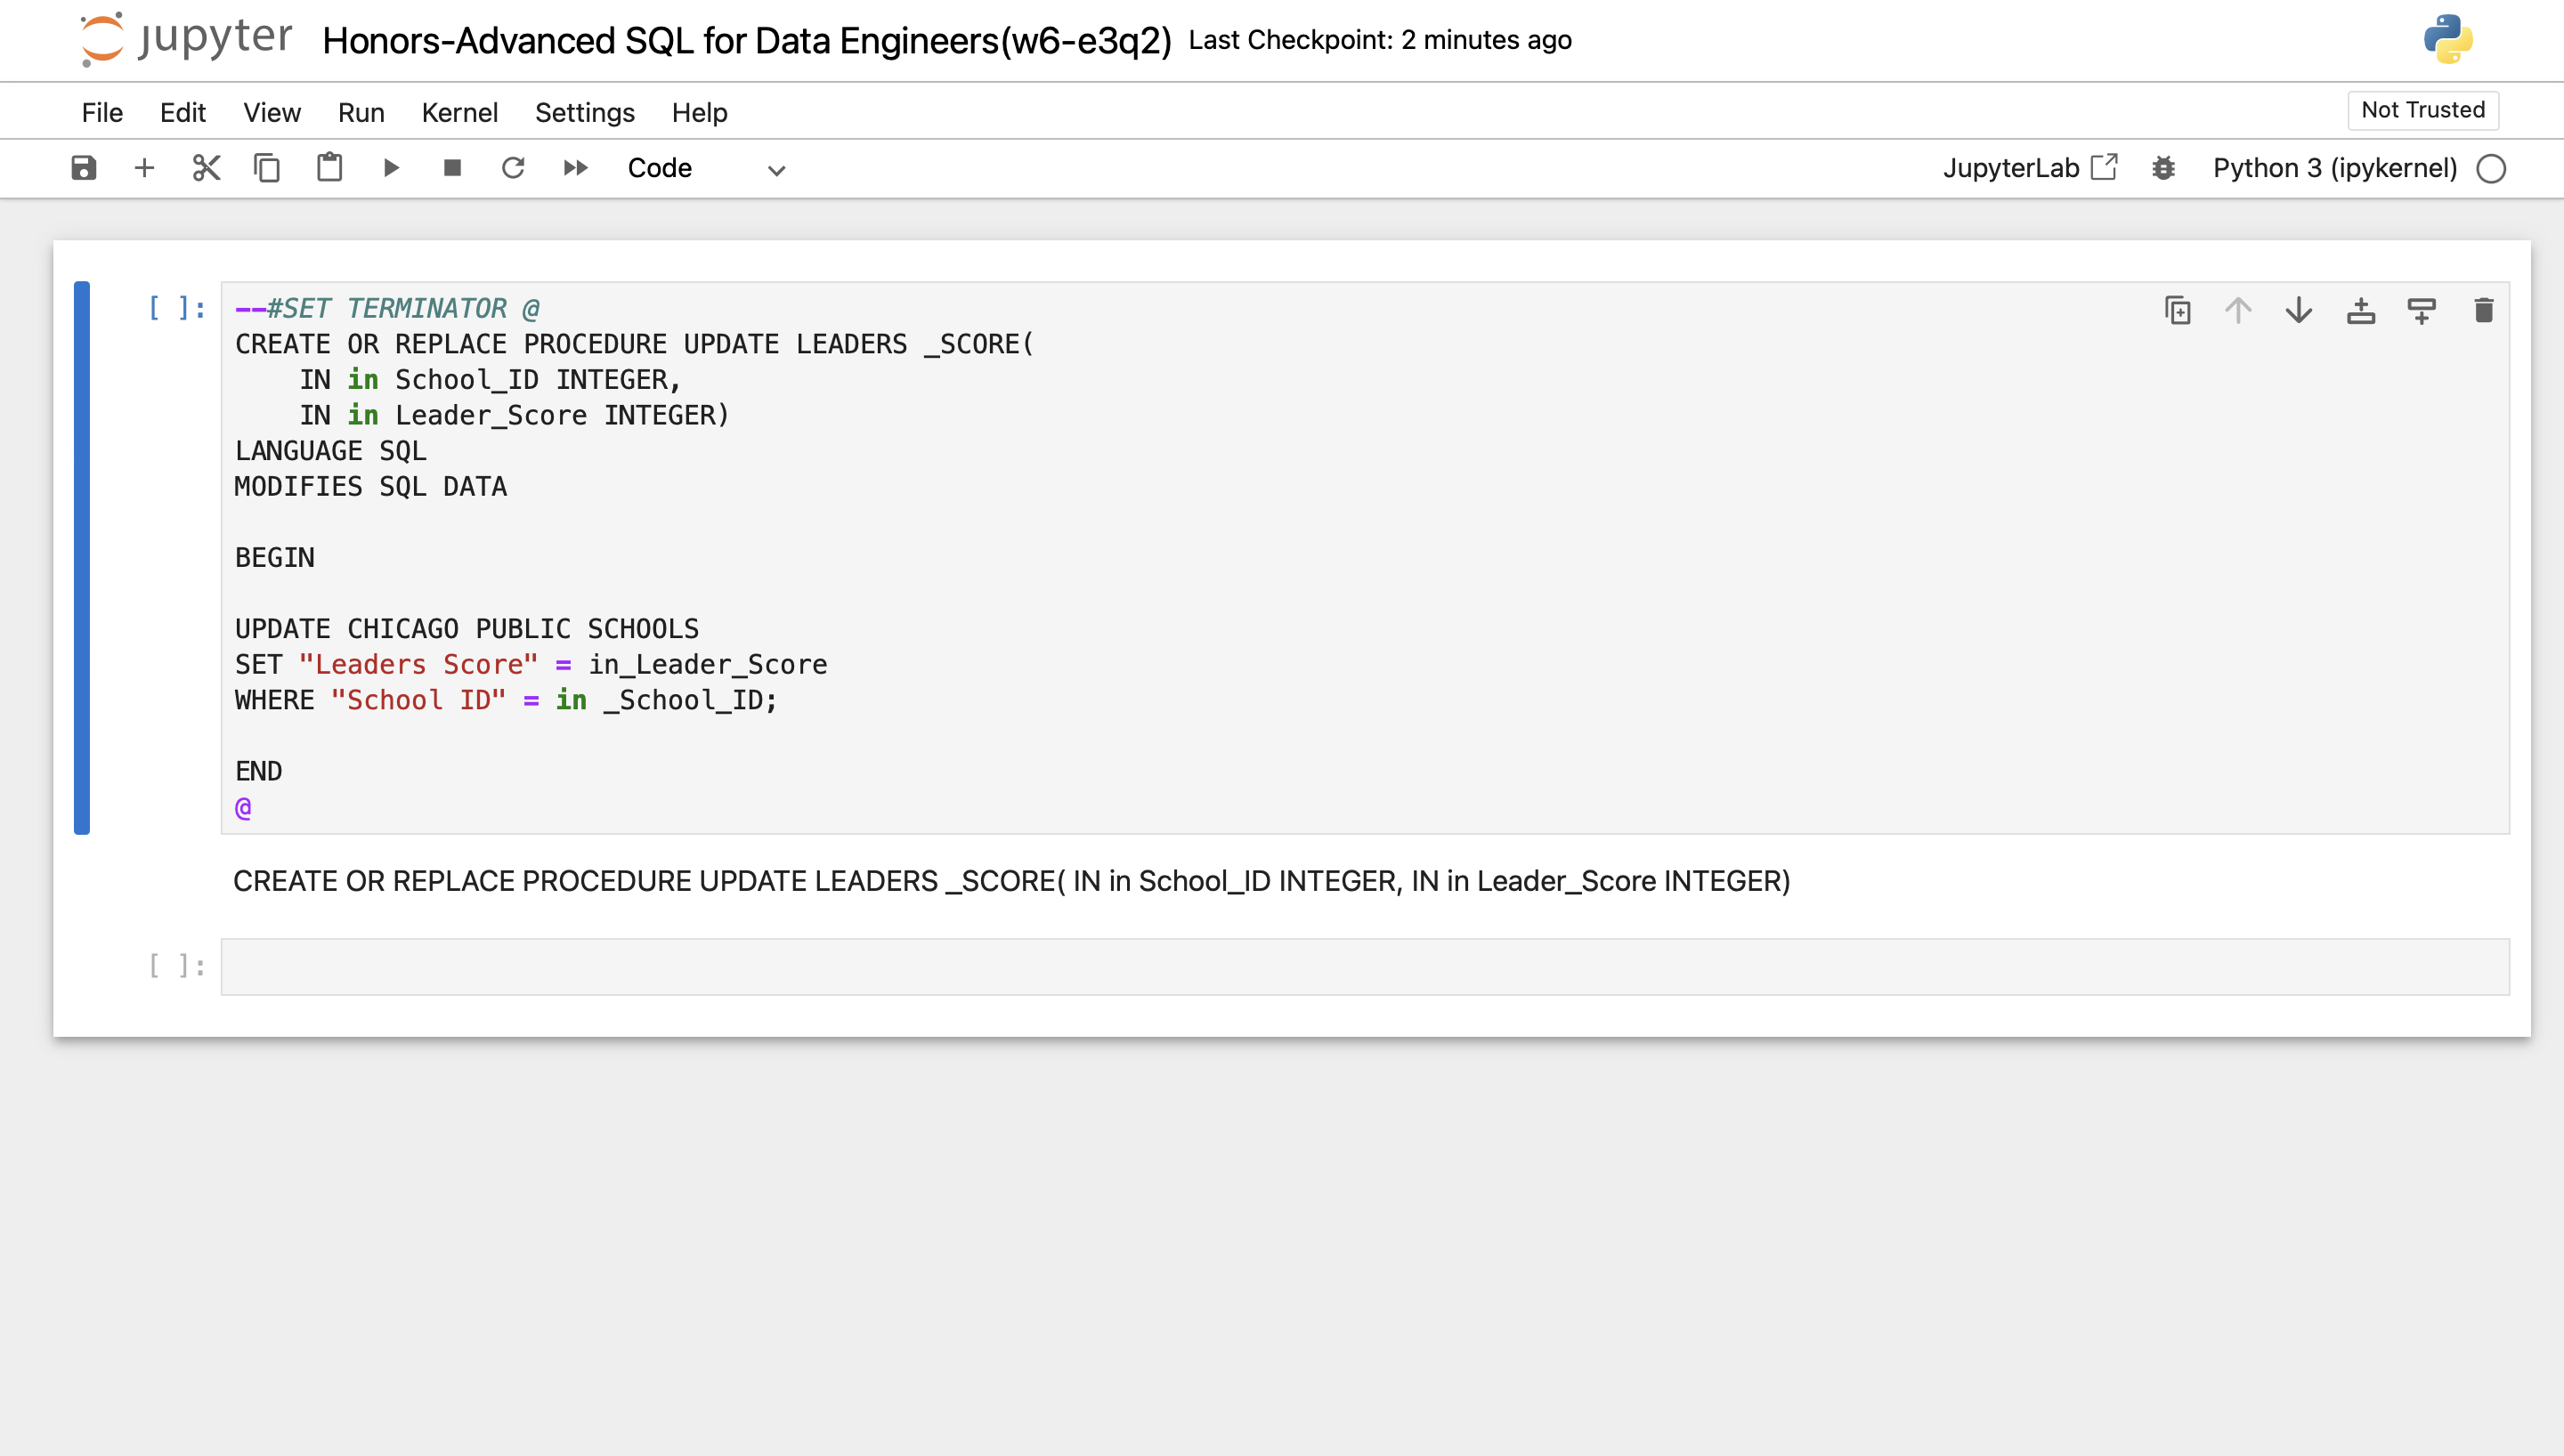 jupyter Honors-Advanced SQL for Data Engineers(w6-e3q2) Last Checkpoint: 2 minutes ago
File Edit View Run Kernel Settings Help Not Trusted
Code JupyterLab Python 3 (ipykernel)
[ ]:
--#SET TERMINATOR @
CREATE OR REPLACE PROCEDURE UPDATE LEADERS _SCORE(
    IN in School_ID INTEGER,
    IN in Leader_Score INTEGER)
LANGUAGE SQL
MODIFIES SQL DATA
BEGIN
UPDATE CHICAGO PUBLIC SCHOOLS
SET "Leaders Score" = in_Leader_Score
WHERE "School ID" = in _School_ID;
END
@
CREATE OR REPLACE PROCEDURE UPDATE LEADERS _SCORE( IN in School_ID INTEGER, IN in Leader_Score INTEGER)
[ ]: